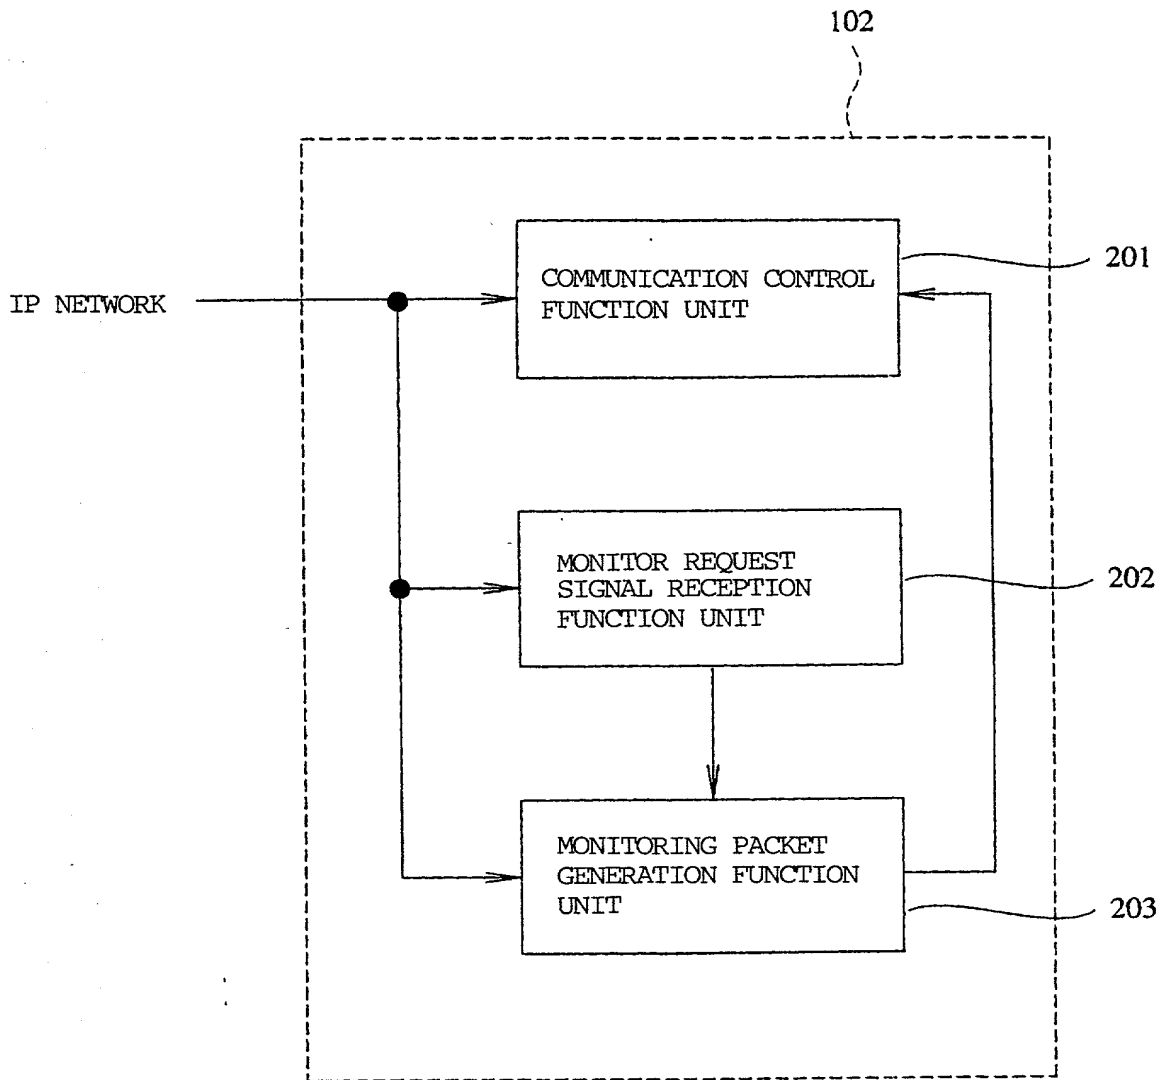 102
COMMUNICATION CONTROL
FUNCTION UNIT
201
IP NETWORK
MONITOR REQUEST
SIGNAL RECEPTION
FUNCTION UNIT
202
MONITORING PACKET
GENERATION FUNCTION
UNIT
203